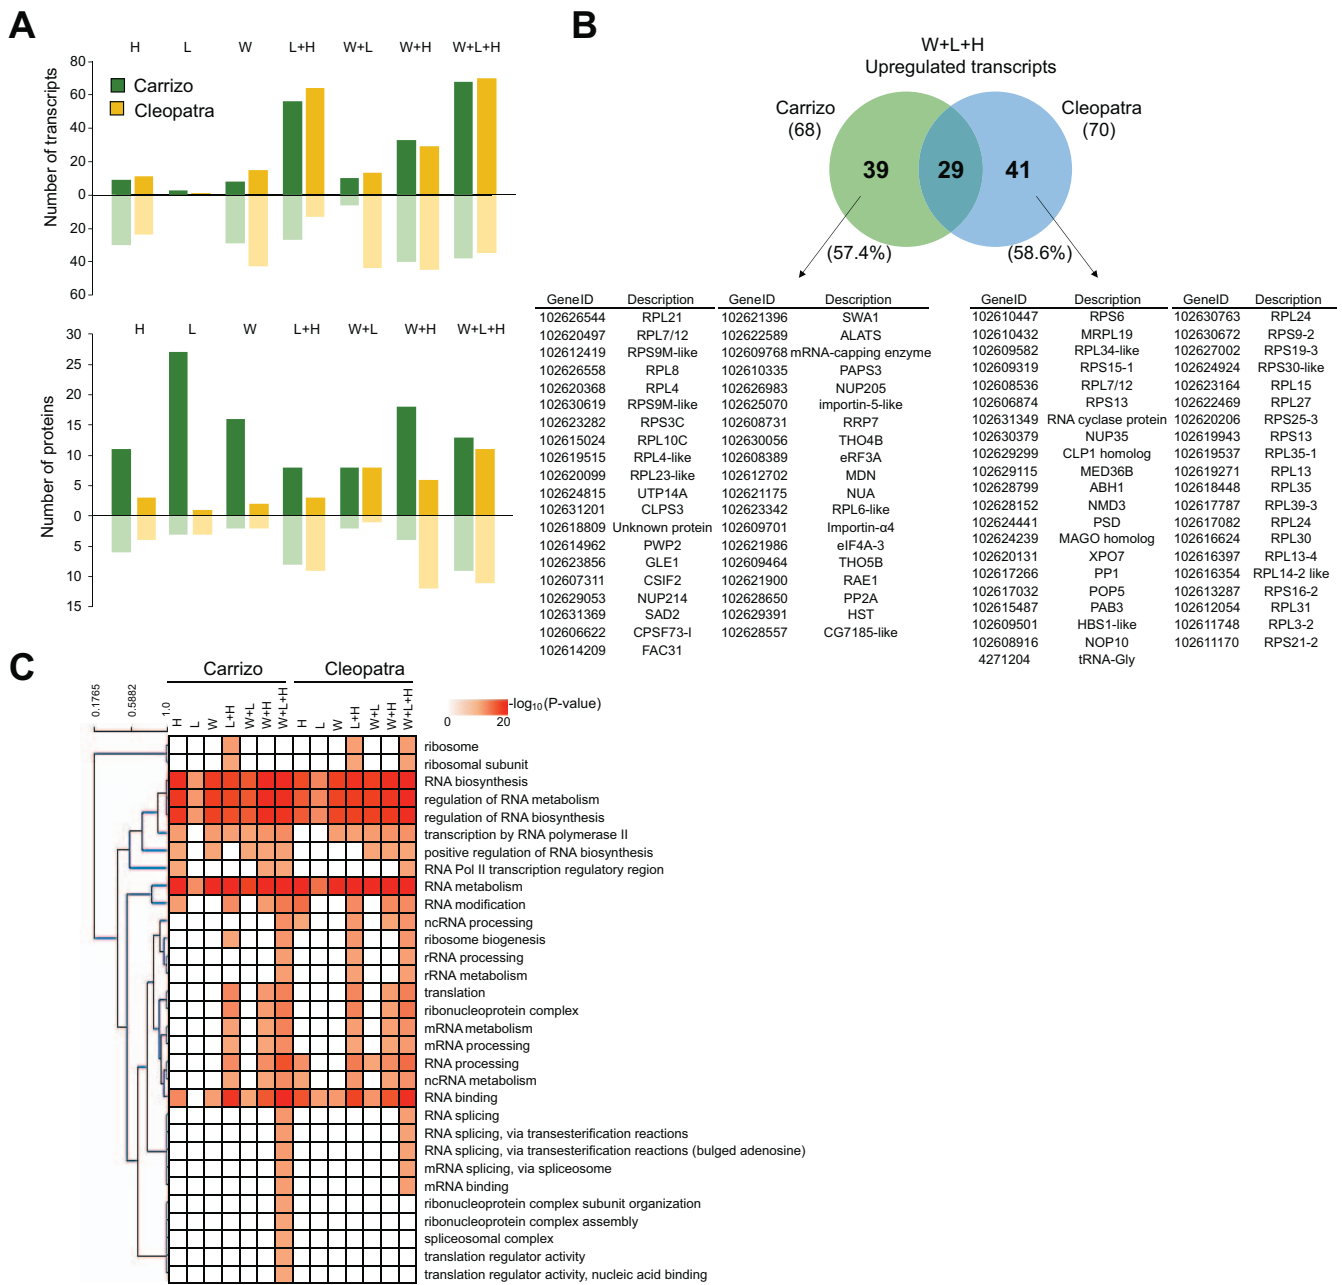 A
H L W L+H W+L W+H W+L+H
Number of transcripts
80
60
40
20
0
20
40
60
Carrizo
Cleopatra
H L W L+H W+L W+H W+L+H
Number of proteins
30
25
20
15
10
5
0
5
10
15
B
W+L+H
Upregulated transcripts
Carrizo
(68)
Cleopatra
(70)
39 29 41
(57.4%) (58.6%)
GeneID Description GeneID Description
102626544 RPL21 102621396 SWA1
102620497 RPL7/12 102622589 ALATS
102612419 RPS9M-like 102609768 mRNA-capping enzyme
102626558 RPL8 102610335 PAPS3
102620368 RPL4 102626983 NUP205
102630619 RPS9M-like 102625070 importin-5-like
102623282 RPS3C 102608731 RRP7
102615024 RPL10C 102630056 THO4B
102619515 RPL4-like 102608389 eRF3A
102620099 RPL23-like 102612702 MDN
102624815 UTP14A 102621175 NUA
102631201 CLPS3 102623342 RPL6-like
102618809 Unknown protein 102609701 Importin-α4
102614962 PWP2 102621986 eIF4A-3
102623856 GLE1 102609464 THO5B
102607311 CSIF2 102621900 RAE1
102629053 NUP214 102628650 PP2A
102631369 SAD2 102629391 HST
102606622 CPSF73-I 102628557 CG7185-like
102614209 FAC31
GeneID Description GeneID Description
102610447 RPS6 102630763 RPL24
102610432 MRPL19 102630672 RPS9-2
102609582 RPL34-like 102627002 RPS19-3
102609319 RPS15-1 102624924 RPS30-like
102608536 RPL7/12 102623164 RPL15
102606874 RPS13 102622469 RPL27
102631349 RNA cyclase protein 102620206 RPS25-3
102630379 NUP35 102619943 RPS13
102629299 CLP1 homolog 102619537 RPL35-1
102629115 MED36B 102619271 RPL13
102628799 ABH1 102618448 RPL35
102628152 NMD3 102617787 RPL39-3
102624441 PSD 102617082 RPL24
102624239 MAGO homolog 102616624 RPL30
102620131 XPO7 102616397 RPL13-4
102617266 PP1 102616354 RPL14-2 like
102617032 POP5 102613287 RPS16-2
102615487 PAB3 102612054 RPL31
102609501 HBS1-like 102611748 RPL3-2
102608916 NOP10 102611170 RPS21-2
4271204 tRNA-Gly
C
Carrizo Cleopatra
0.1765 0.5882 1.0
H L W L+H W+L W+H W+L+H H L W L+H W+L W+H W+L+H
-log10(P-value)
0 20
ribosome
ribosomal subunit
RNA biosynthesis
regulation of RNA metabolism
regulation of RNA biosynthesis
transcription by RNA polymerase II
positive regulation of RNA biosynthesis
RNA Pol II transcription regulatory region
RNA metabolism
RNA modification
ncRNA processing
ribosome biogenesis
rRNA processing
rRNA metabolism
translation
ribonucleoprotein complex
mRNA metabolism
mRNA processing
RNA processing
ncRNA metabolism
RNA binding
RNA splicing
RNA splicing, via transesterification reactions
RNA splicing, via transesterification reactions (bulged adenosine)
mRNA splicing, via spliceosome
mRNA binding
ribonucleoprotein complex subunit organization
ribonucleoprotein complex assembly
spliceosomal complex
translation regulator activity
translation regulator activity, nucleic acid binding